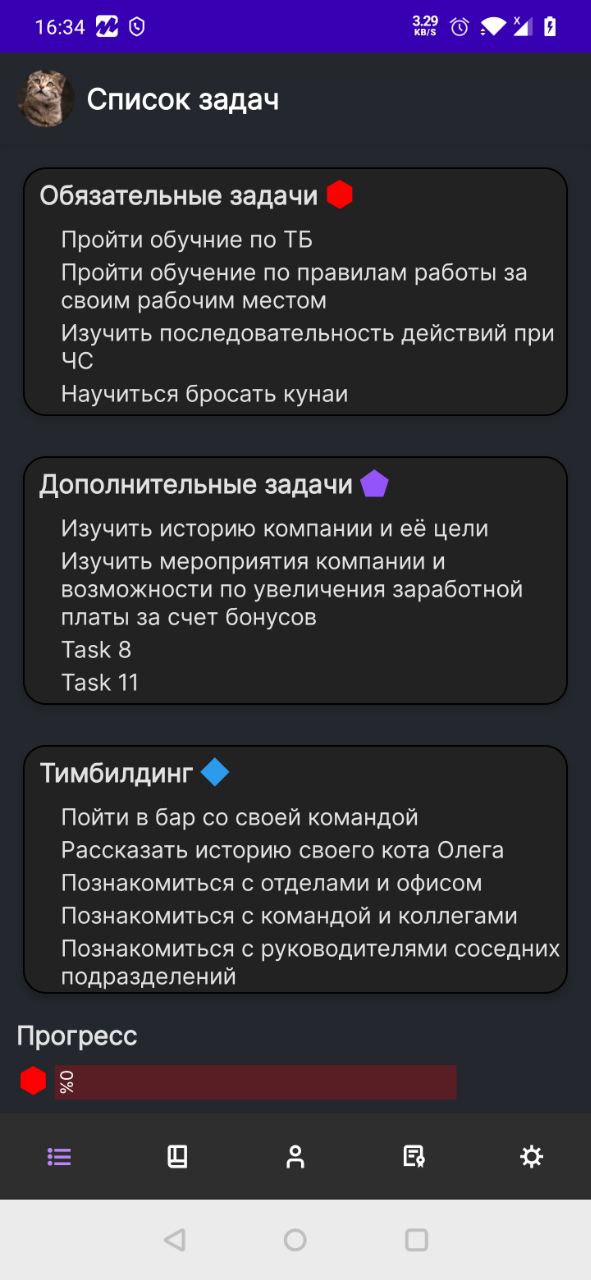 16:34
3.29
KB/S
x
Список задач
Обязательные задачи
Пройти обучние по ТБ
Пройти обучение по правилам работы за
своим рабочим местом
Изучить последовательность действий при
ЧС
Научиться бросать кунаи
Дополнительные задачи
Изучить историю компании и её цели
Изучить мероприятия компании и
возможности по увеличения заработной
платы за счет бонусов
Task 8
Task 11
Тимбилдинг
Пойти в бар со своей командой
Рассказать историю своего кота Олега
Познакомиться с отделами и офисом
Познакомиться с командой и коллегами
Познакомиться с руководителями соседних
подразделений
Прогресс
%0